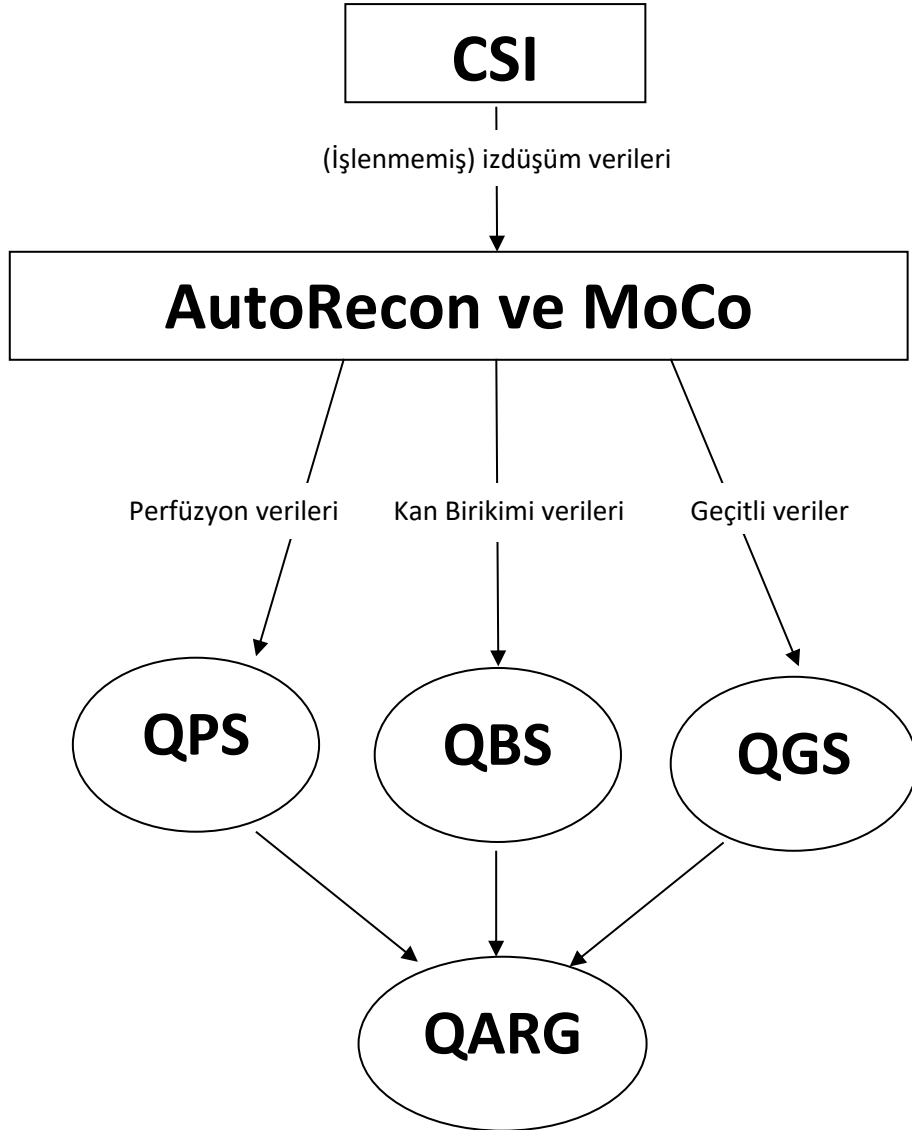 CSI
(İşlenmemiş) izdüşüm verileri
AutoRecon ve MoCo
Perfüzyon verileri
Kan Birikimi verileri
Geçitli veriler
QPS
QBS
QGS
QARG